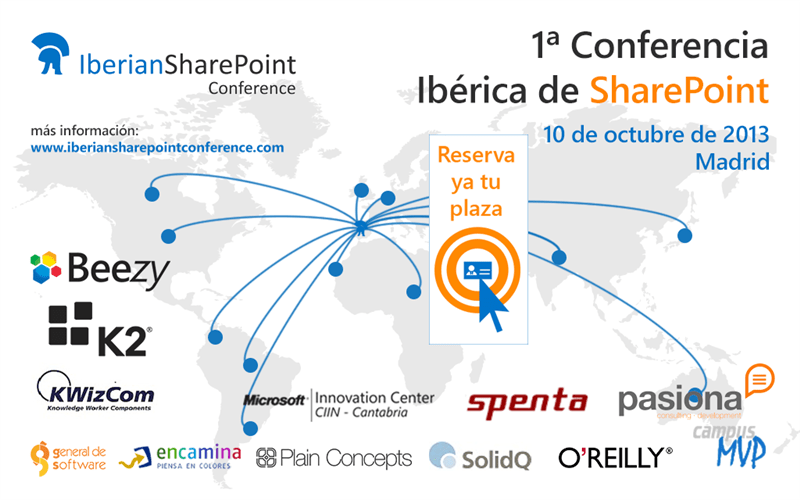 IberianSharePoint
Conference
1ª Conferencia
Ibérica de SharePoint
10 de octubre de 2013
Madrid
más información:
www.iberiansharepointconference.com
Reserva
ya tu
plaza
Beezy
K2®
KWizCom
Knowledge Worker Components
Microsoft® Innovation Center
CIIN - Cantabria
spenta
pasiona
consulting development
campus
MVP
general de
software
encamina
PIENSA EN COLORES
Plain Concepts
SolidQ
O'REILLY®